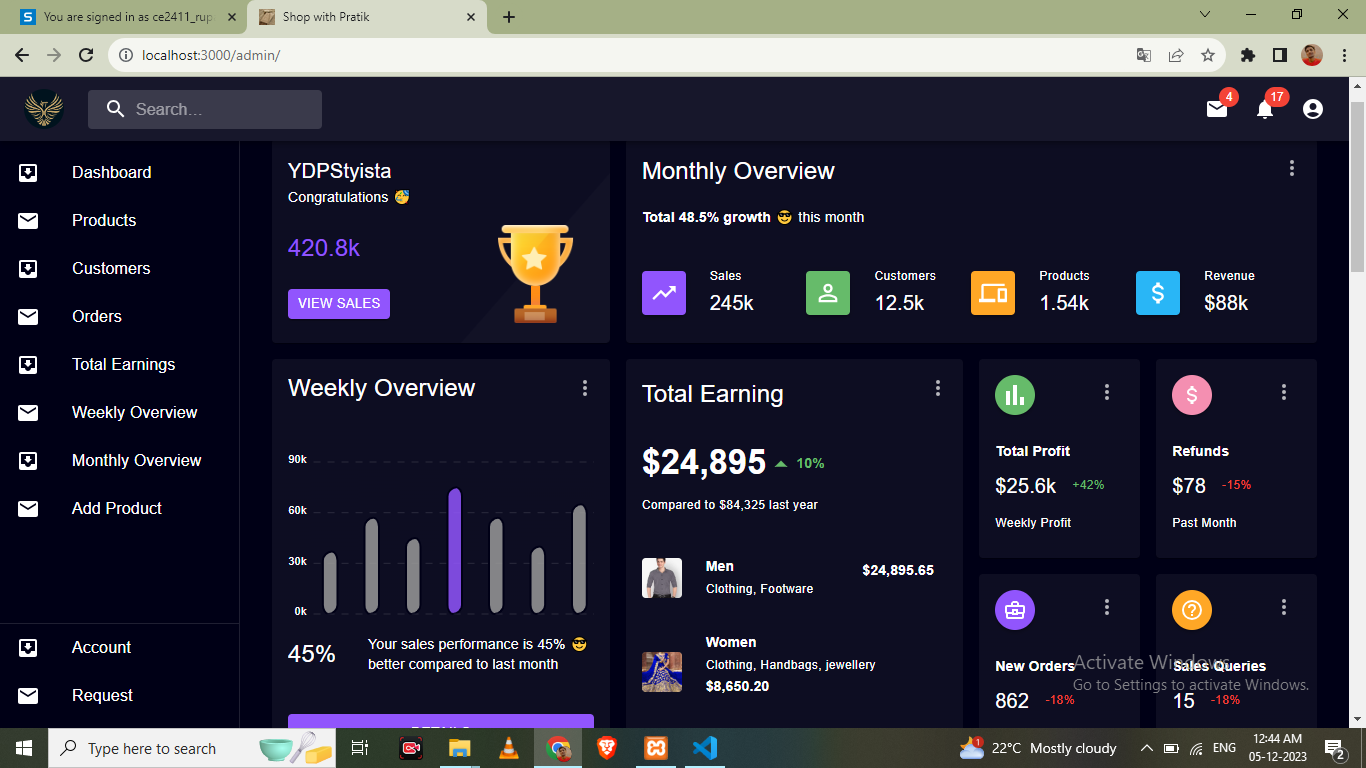 You are signed in as ce2411_rup
Shop with Pratik
localhost:3000/admin/
Search...
4
17
Dashboard
Products
Customers
Orders
Total Earnings
Weekly Overview
Monthly Overview
Add Product
Account
Request
YDPStyista
Congratulations 🥳
420.8k
VIEW SALES
Monthly Overview
Total 48.5% growth 😎 this month
Sales
245k
Customers
12.5k
Products
1.54k
Revenue
$88k
Weekly Overview
90k
60k
30k
0k
45%
Your sales performance is 45% 😎
better compared to last month
Total Earning
$24,895 10%
Compared to $84,325 last year
Men
$24,895.65
Clothing, Footware
Women
Clothing, Handbags, jewellery
$8,650.20
Total Profit
$25.6k +42%
Weekly Profit
Refunds
$78 -15%
Past Month
New Orders
862 -18%
Sales Queries
15 -18%
Activate Windows
Go to Settings to activate Windows.
Type here to search
1
22°C Mostly cloudy
ENG
12:44 AM
05-12-2023
2